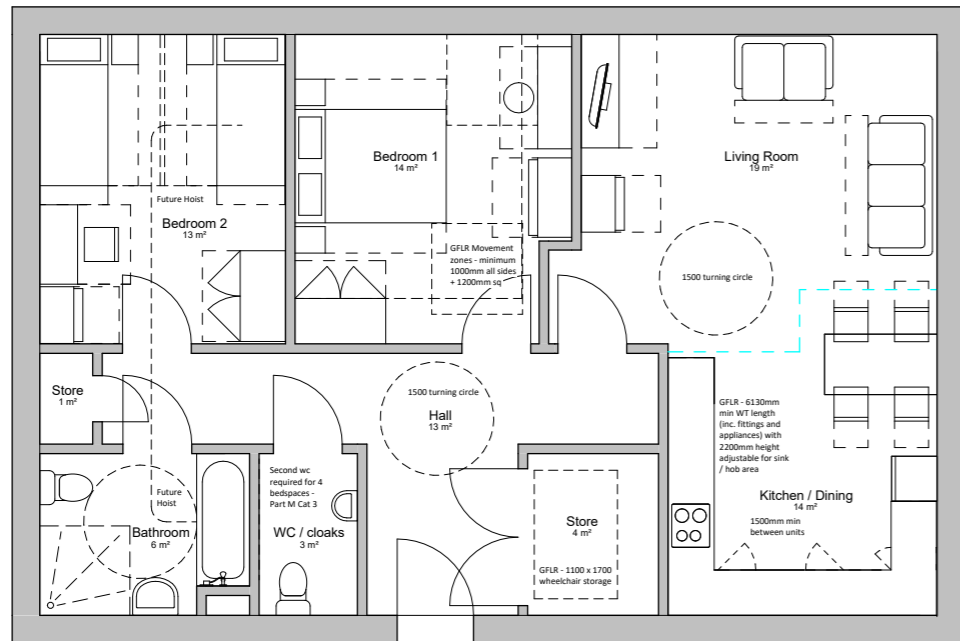 Bedroom 1
14 m²
Living Room
19 m²
Future Hoist
Bedroom 2
13 m²
GFLR Movement
zones - minimum
1000mm all sides
+ 1200mm sq
1500 turning circle
Store
1 m²
1500 turning circle
Hall
13 m²
GFLR - 6130mm
min WT length
(inc. fittings and
appliances) with
2200mm height
adjustable for sink
/ hob area
Second wc
required for 4
bedspaces -
Part M Cat 3
Future
Hoist
Bathroom
6 m²
WC / cloaks
3 m²
Store
4 m²
GFLR - 1100 x 1700
wheelchair storage
Kitchen / Dining
14 m²
1500mm min
between units